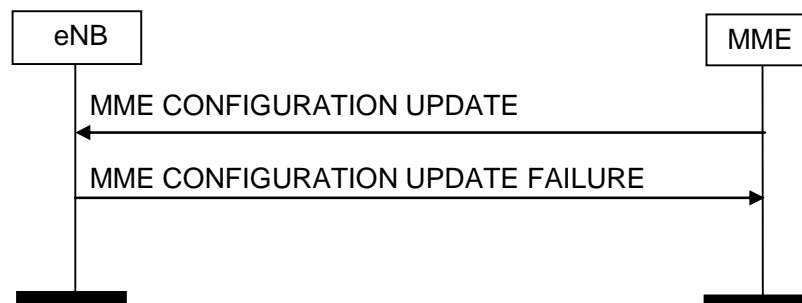 eNB
MME
MME CONFIGURATION UPDATE
MME CONFIGURATION UPDATE FAILURE